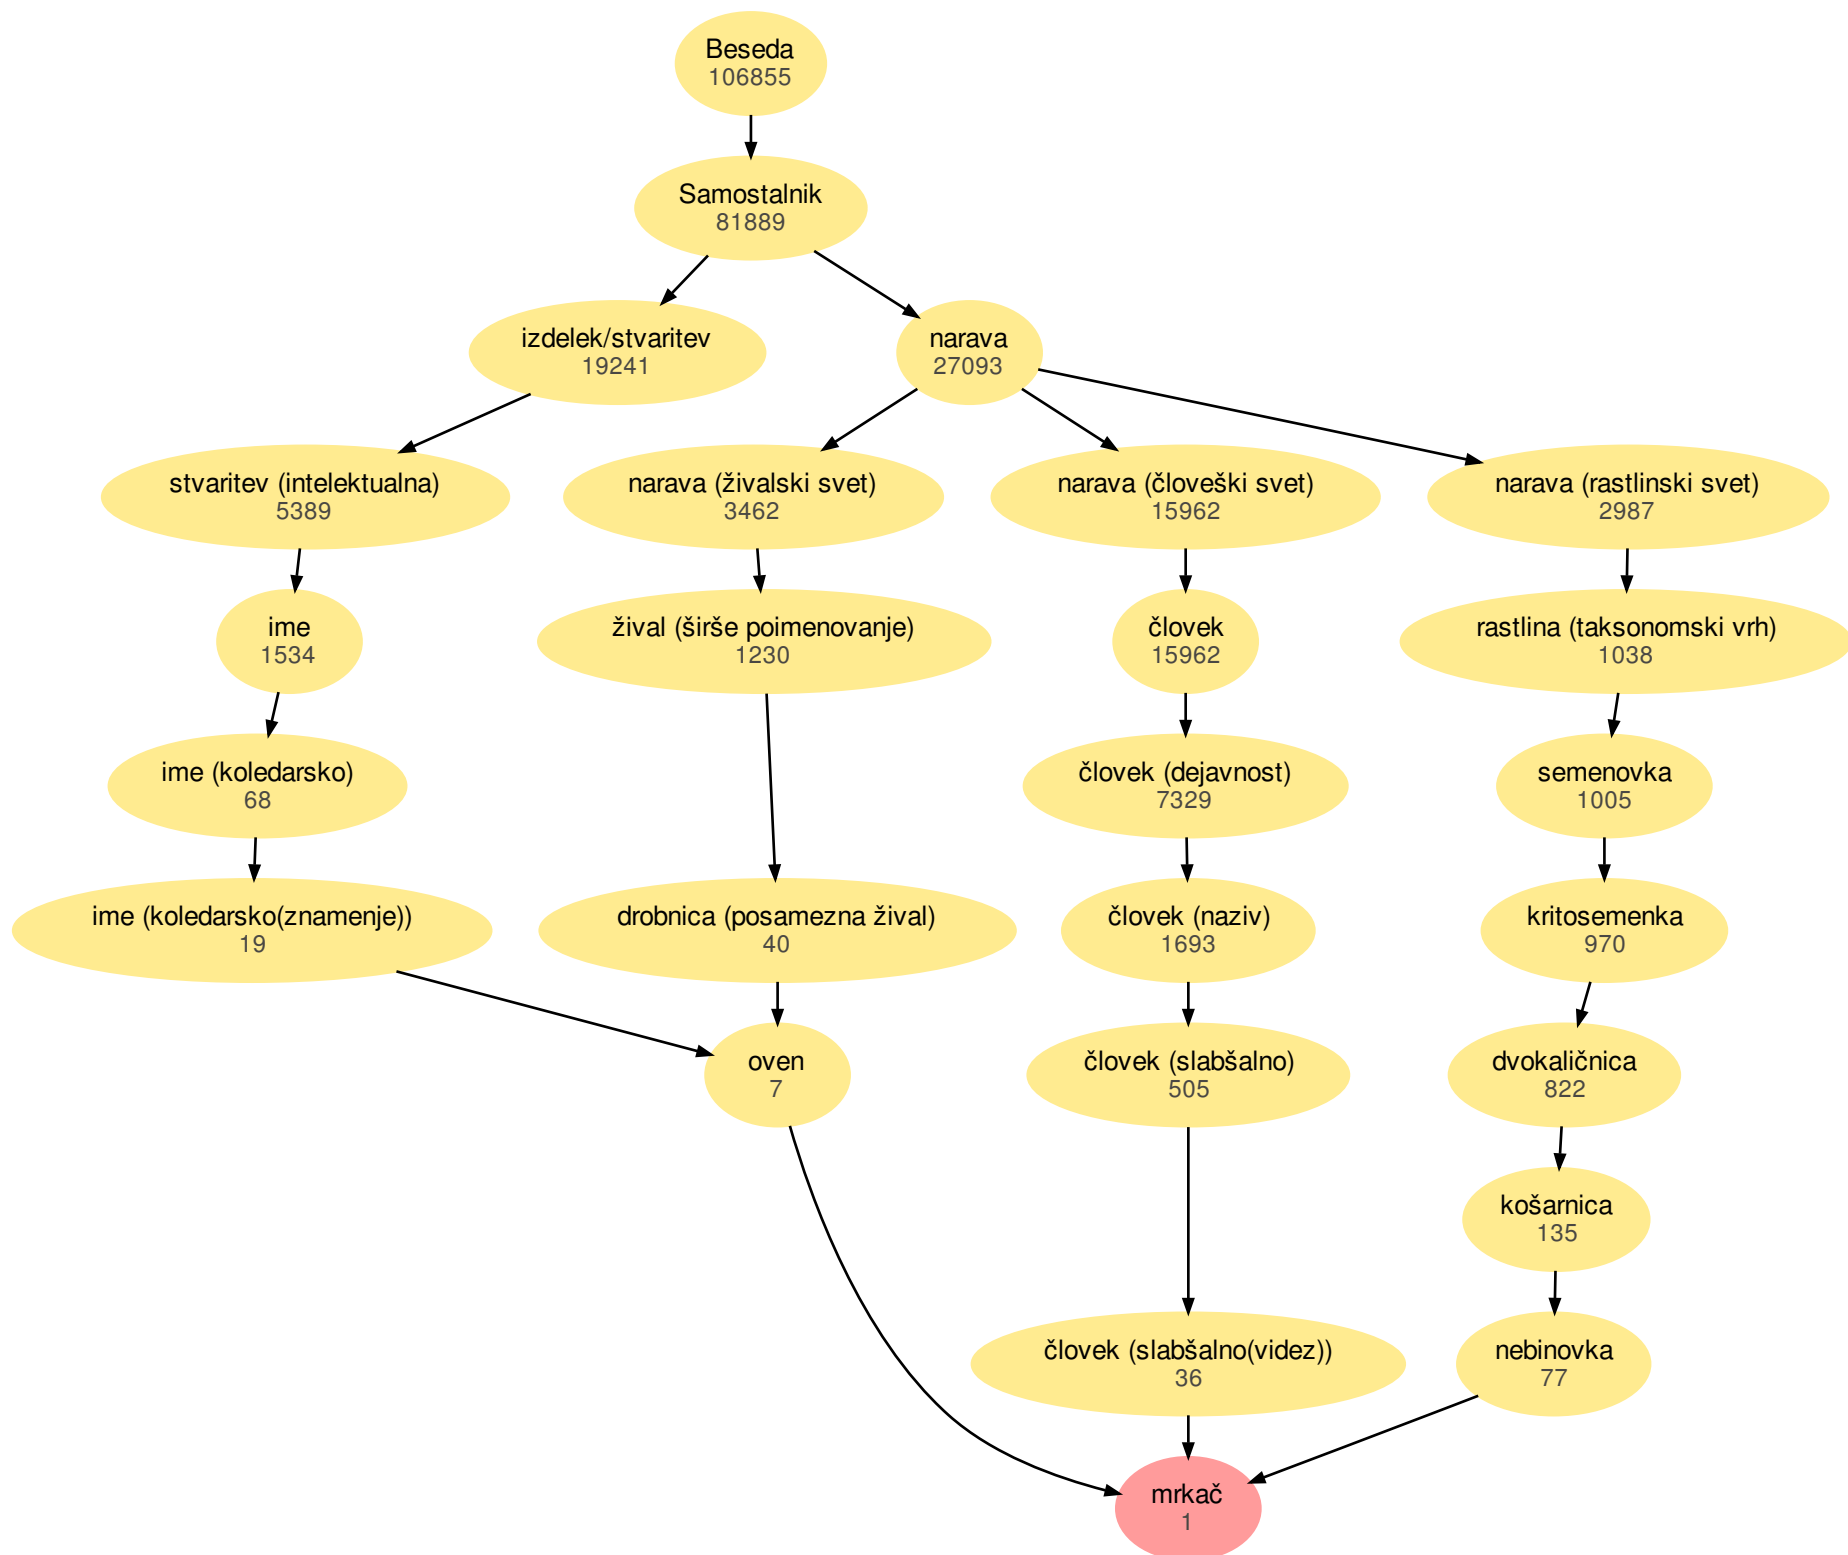 Beseda
106855
Samostalnik
81889
izdelek/stvaritev
19241
narava
27093
stvaritev (intelektualna)
5389
narava (živalski svet)
3462
narava (človeški svet)
15962
narava (rastlinski svet)
2987
ime
1534
žival (širše poimenovanje)
1230
človek
15962
rastlina (taksonomski vrh)
1038
ime (koledarsko)
68
človek (dejavnost)
7329
semenovka
1005
ime (koledarsko(znamenje))
19
drobnica (posamezna žival)
40
človek (naziv)
1693
kritosemenka
970
oven
7
človek (slabšalno)
505
dvokaličnica
822
košarnica
135
človek (slabšalno(videz))
36
nebinovka
77
mrkač
1